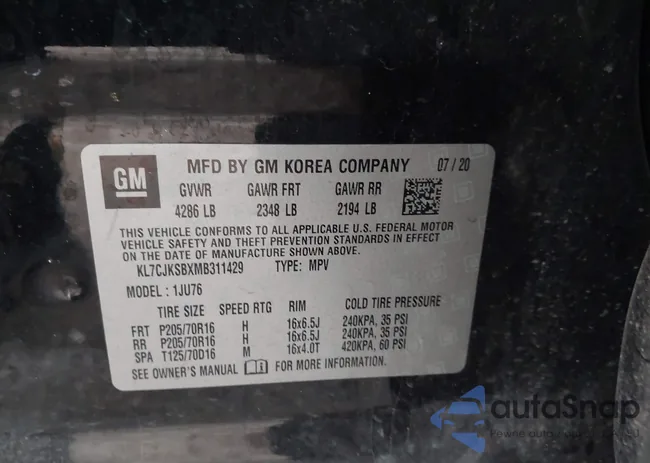 GM
MFD BY GM KOREA COMPANY 07/20
GVWR GAWR FRT GAWR RR
4286 LB 2348 LB 2194 LB
THIS VEHICLE CONFORMS TO ALL APPLICABLE U.S. FEDERAL MOTOR
VEHICLE SAFETY AND THEFT PREVENTION STANDARDS IN EFFECT
ON THE DATE OF MANUFACTURE SHOWN ABOVE.
KL7CJKSBXMB311429 TYPE: MPV
MODEL: 1JU76
TIRE SIZE SPEED RTG RIM COLD TIRE PRESSURE
FRT P205/70R16 H 16x6.5J 240KPA, 35 PSI
RR P205/70R16 H 16x6.5J 240KPA, 35 PSI
SPA T125/70D16 M 16x4.0T 420KPA, 60 PSI
SEE OWNER'S MANUAL FOR MORE INFORMATION.
autoSnap
Pewne auto